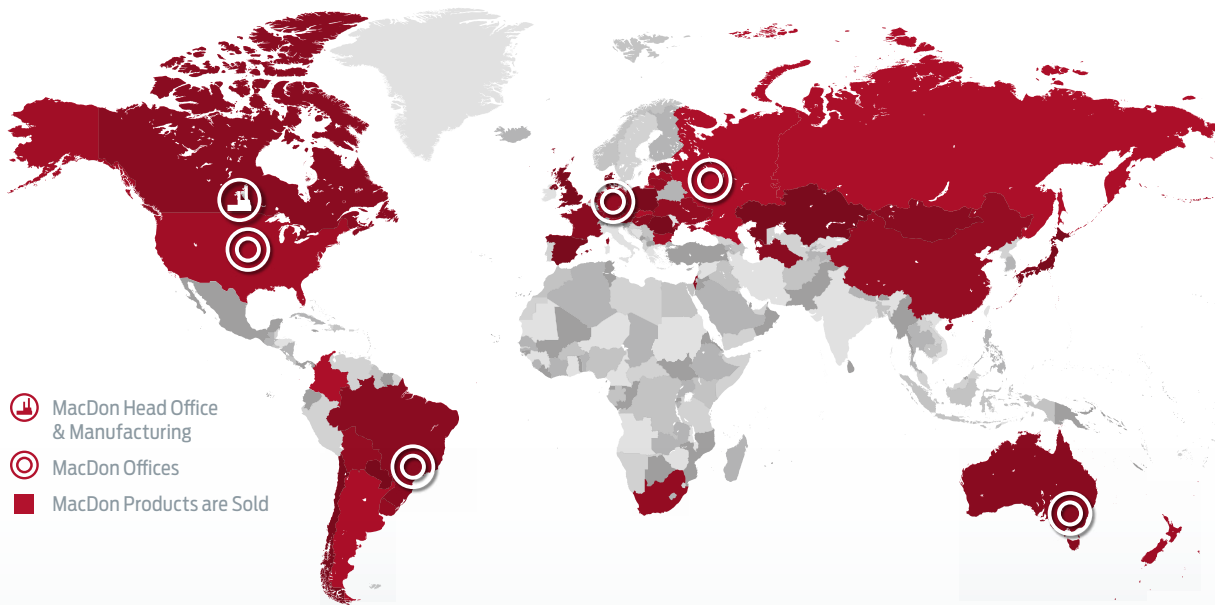 MacDon Head Office
& Manufacturing
MacDon Offices
MacDon Products are Sold